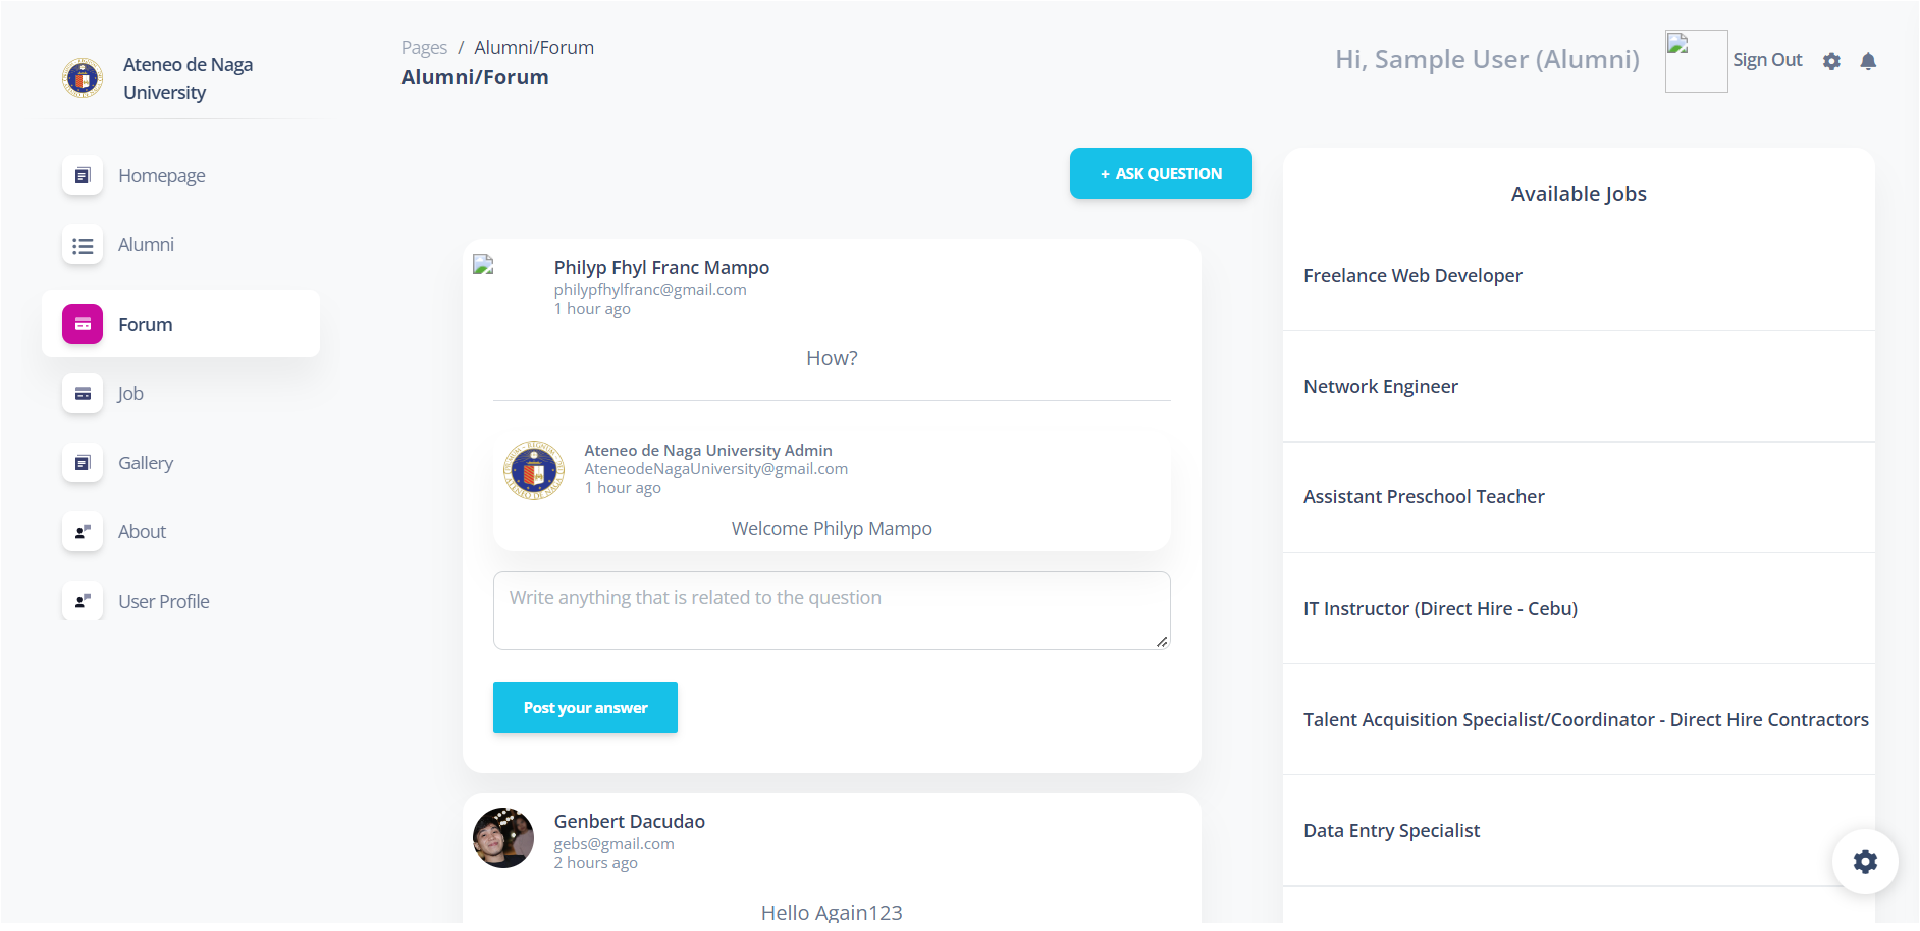 Ateneo de Naga
University
Homepage
Alumni
Forum
Job
Gallery
About
User Profile
Pages / Alumni/Forum
Alumni/Forum
Hi, Sample User (Alumni)
Sign Out
+ ASK QUESTION
Philyp Fhyl Franc Mampo
philypfhylfranc@gmail.com
1 hour ago
How?
Ateneo de Naga University Admin
AteneodeNagaUniversity@gmail.com
1 hour ago
Welcome Philyp Mampo
Write anything that is related to the question
Post your answer
Genbert Dacudao
gebs@gmail.com
2 hours ago
Hello Again123
Available Jobs
Freelance Web Developer
Network Engineer
Assistant Preschool Teacher
IT Instructor (Direct Hire - Cebu)
Talent Acquisition Specialist/Coordinator - Direct Hire Contractors
Data Entry Specialist